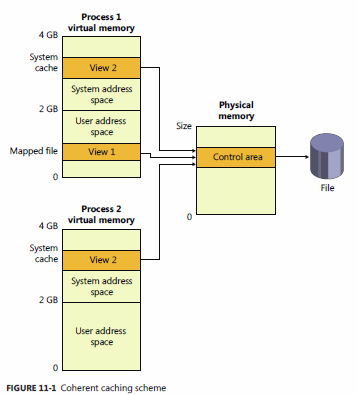 Process 1
virtual memory
4 GB
System
cache
View 2
System address
space
2 GB
User address
space
Mapped file
View 1
0
Physical
memory
Size
Control area
0
File
Process 2
virtual memory
4 GB
System
cache
View 2
System address
space
2 GB
User address
space
0
FIGURE 11-1 Coherent caching scheme